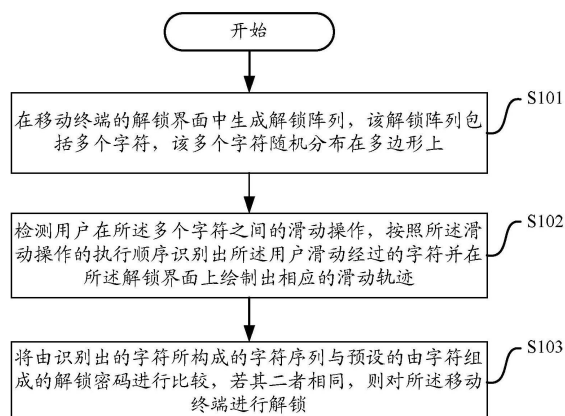 开始
S101
在移动终端的解锁界面中生成解锁阵列，该解锁阵列包
括多个字符，该多个字符随机分布在多边形上
S102
检测用户在所述多个字符之间的滑动操作，按照所述滑
动操作的执行顺序识别出所述用户滑动经过的字符并在
所述解锁界面上绘制出相应的滑动轨迹
S103
将由识别出的字符所构成的字符序列与预设的由字符组
成的解锁密码进行比较，若其二者相同，则对所述移动
终端进行解锁